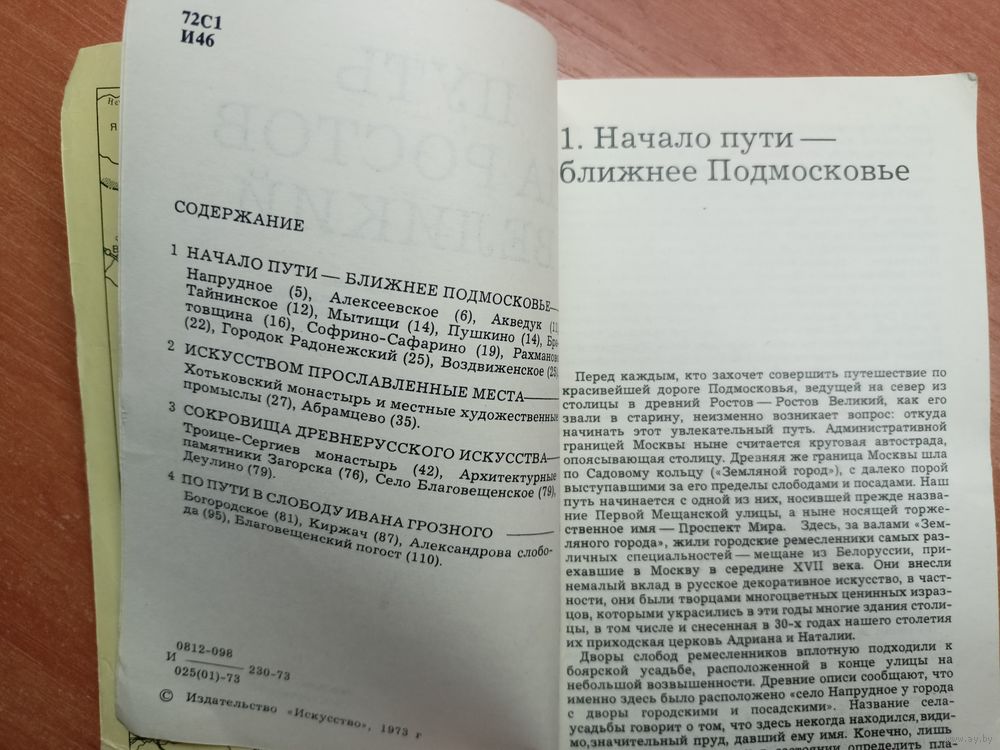 72С1
И46
СОДЕРЖАНИЕ
1 НАЧАЛО ПУТИ — БЛИЖНЕЕ ПОДМОСКОВЬЕ—
Напрудное (5), Алексеевское (6), Акведук (11),
Тайнинское (12), Мытищи (14), Пушкино (14), Бра-
товщина (16), Софрино-Сафарино (19), Рахманово
(22), Городок Радонежский (25), Воздвиженское (25)
2 ИСКУССТВОМ ПРОСЛАВЛЕННЫЕ МЕСТА—
Хотьковский монастырь и местные художественные
промыслы (27), Абрамцево (35).
3 СОКРОВИЩА ДРЕВНЕРУССКОГО ИСКУССТВА—
Троице-Сергиев монастырь (42), Архитектурные
памятники Загорска (76), Село Благовещенское (79),
Деулино (79).
4 ПО ПУТИ В СЛОБОДУ ИВАНА ГРОЗНОГО —
Богородское (81), Киржач (87), Александрова слобо-
да (95), Благовещенский погост (110).
0812-098
И —— 230-73
025(01)-73
© Издательство «Искусство», 1973 г
1. Начало пути —
ближнее Подмосковье
Перед каждым, кто захочет совершить путешествие по
красивейшей дороге Подмосковья, ведущей на север из
столицы в древний Ростов — Ростов Великий, как его
звали в старину, неизменно возникает вопрос: откуда
начинать этот увлекательный путь. Административной
границей Москвы ныне считается круговая автострада,
опоясывающая столицу. Древняя же граница Москвы шла
по Садовому кольцу («Земляной город»), с далеко порой
выступавшими за его пределы слободами и посадами. Наш
путь начинается с одной из них, носившей прежде назва-
ние Первой Мещанской улицы, а ныне носящей торже-
ственное имя — Проспект Мира. Здесь, за валами «Зем-
ляного города», жили городские ремесленники самых раз-
личных специальностей — мещане из Белоруссии, при-
ехавшие в Москву в середине XVII века. Они внесли
немалый вклад в русское декоративное искусство, в част-
ности, они были творцами многоцветных ценинных израз-
цов, которыми украсились в эти годы многие здания столи-
цы, в том числе и снесенная в 30-х годах нашего столетия
их приходская церковь Адриана и Наталии.
Дворы слобод ремесленников вплотную подходили к
боярской усадьбе, расположенной в конце улицы на
небольшой возвышенности. Древние описи сообщают, что
именно здесь было расположено «село Напрудное у города
с дворы городскими и посадскими». Название села-
усадьбы говорит о том, что здесь некогда находился, види-
мо, значительный пруд, давший ему имя. Конечно, лишь
состоянии определить пла-
www.ay.by